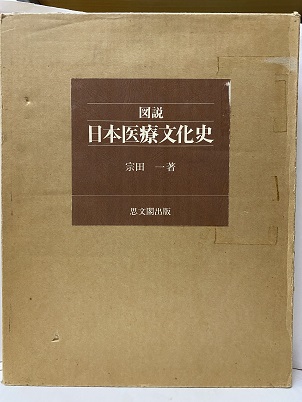 図説
日本医療文化史
宗田 一著
思文閣出版